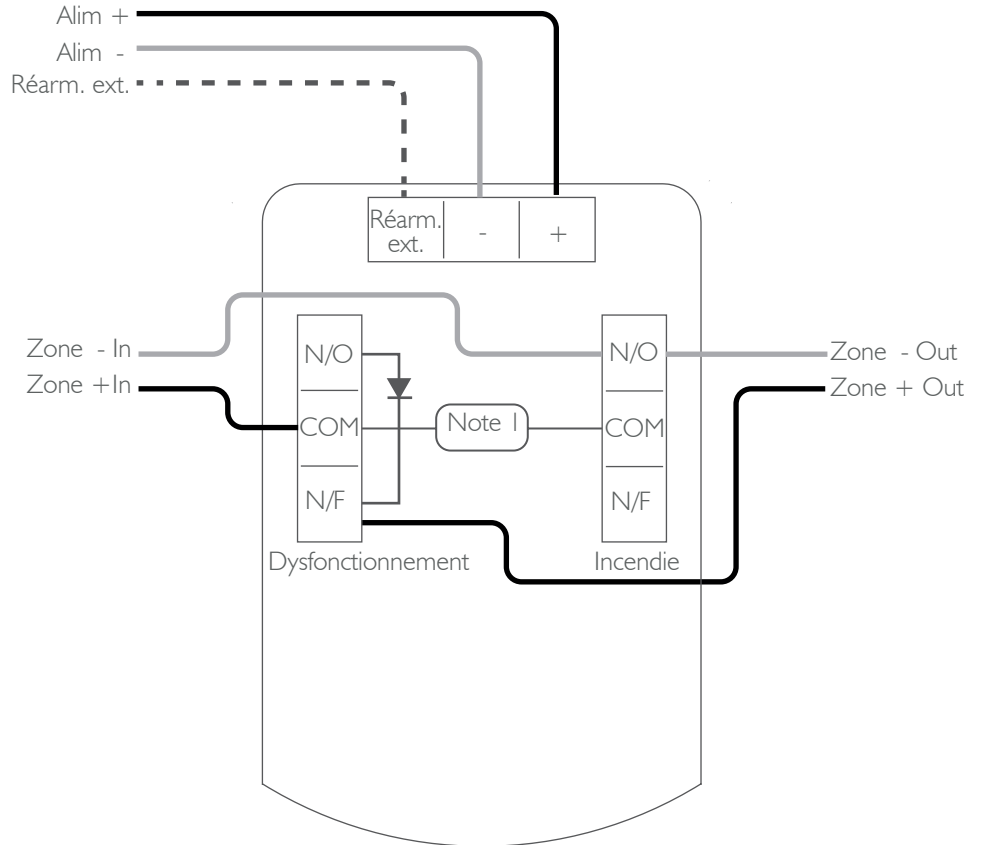 Alim +
Alim -
Réarm. ext.
Réarm.
ext.
-
+
Zone - In
Zone +In
N/O
COM
N/F
Note 1
N/O
COM
N/F
Zone - Out
Zone + Out
Dysfonctionnement
Incendie